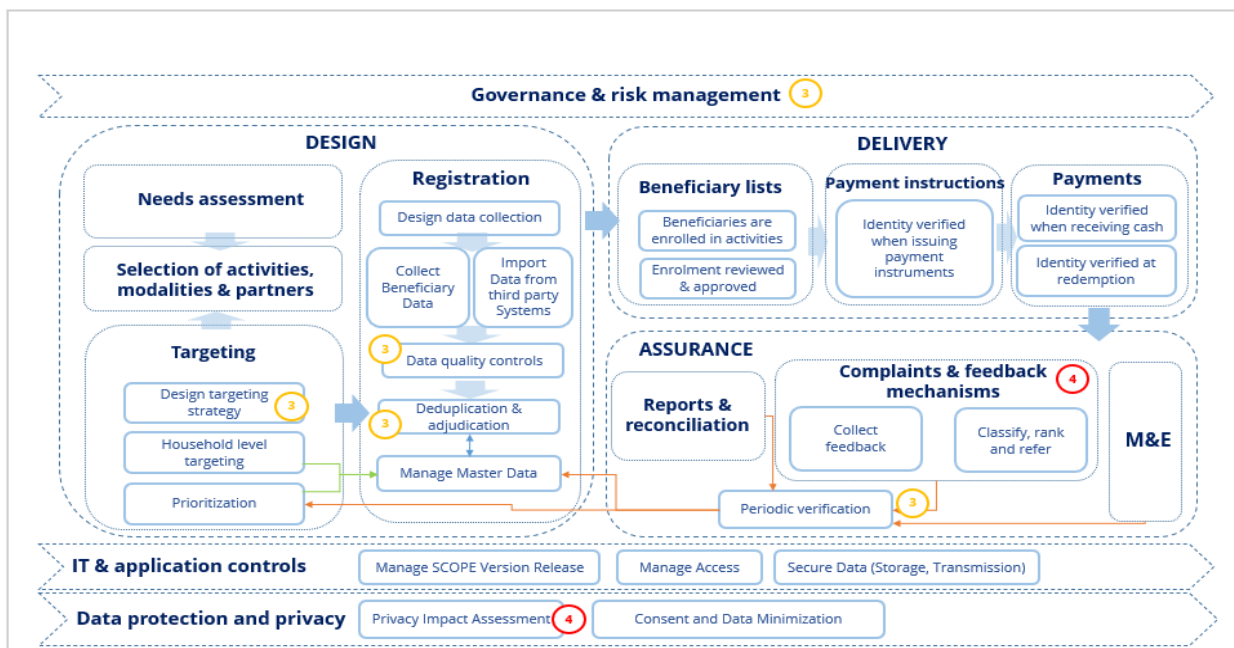 Governance & risk management 3
DESIGN
Needs assessment
Selection of activities,
modalities & partners
Targeting
Design targeting
strategy
3
Household level
targeting
Prioritization
Registration
Design data collection
Collect
Beneficiary
Data
Import
Data from
third party
Systems
3
Data quality controls
3
Deduplication &
adjudication
Manage Master Data
DELIVERY
Beneficiary lists
Beneficiaries are
enrolled in activities
Enrolment reviewed
& approved
Payment instructions
Identity verified
when issuing
payment
instruments
Payments
Identity verified
when receiving cash
Identity verified at
redemption
ASSURANCE
Reports &
reconciliation
Complaints & feedback
mechanisms
4
Collect
feedback
Classify, rank
and refer
M&E
Periodic verification
3
IT & application controls
Manage SCOPE Version Release
Manage Access
Secure Data (Storage, Transmission)
Data protection and privacy
Privacy Impact Assessment
4
Consent and Data Minimization